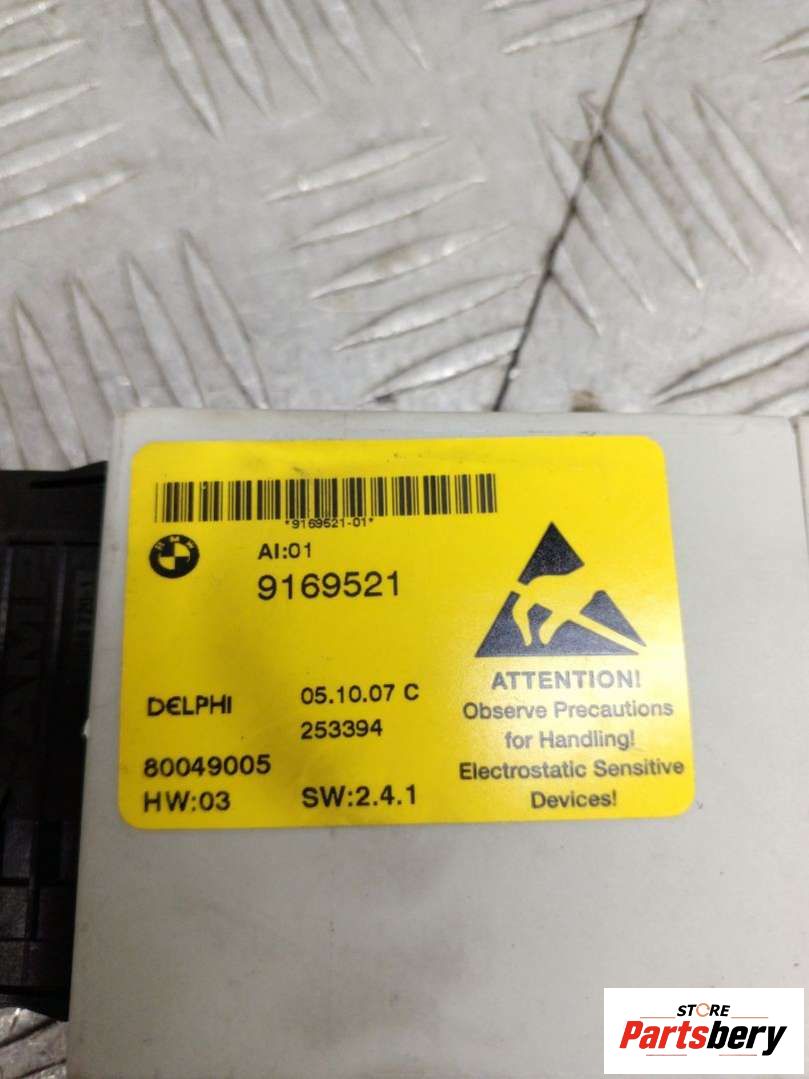 *9169521-01*
BMW
AI:01
9169521
DELPHI
05.10.07 C
253394
80049005
HW:03
SW:2.4.1
ATTENTION!
Observe Precautions
for Handling!
Electrostatic Sensitive
Devices!
STORE
Partsbery